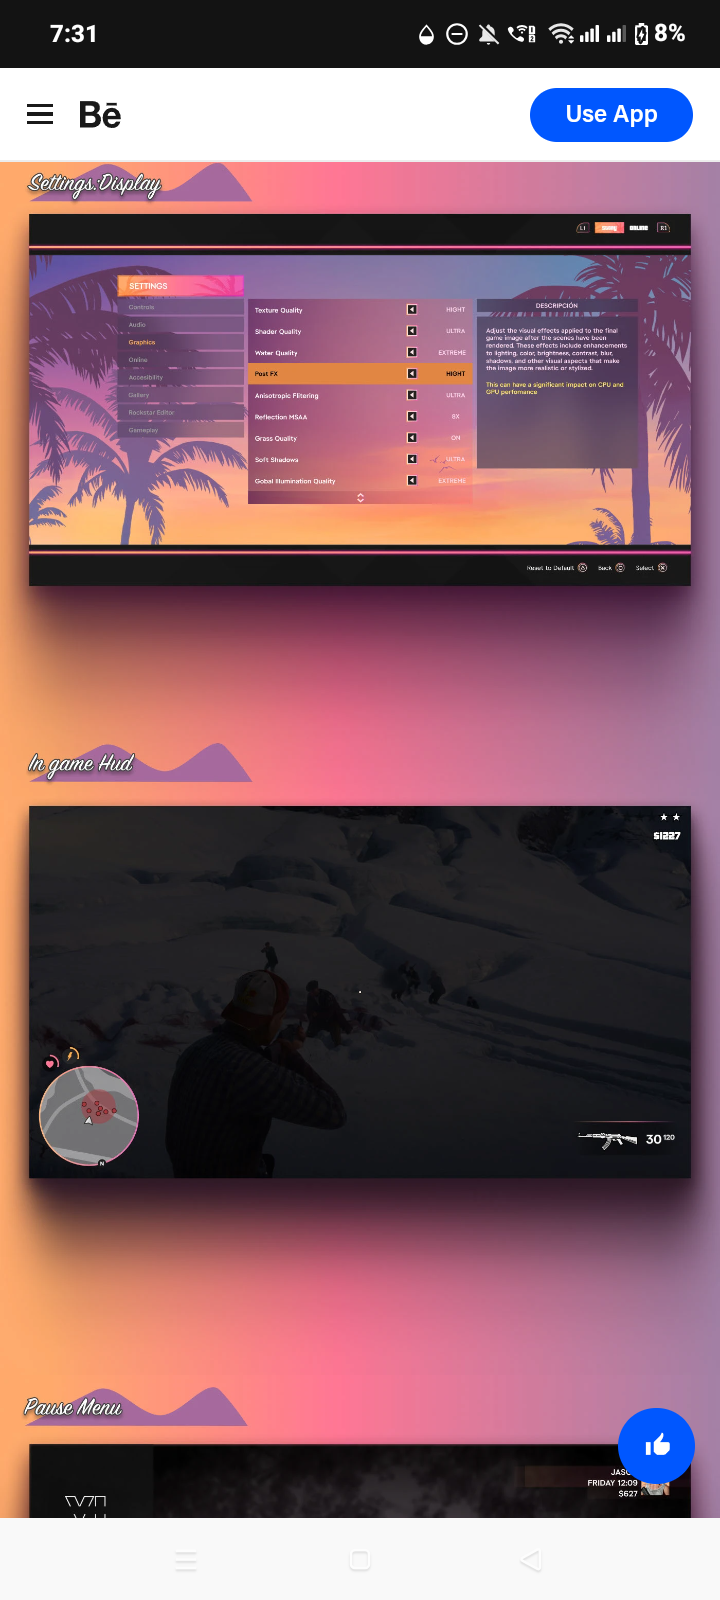 7:31
8%
Bē
Use App
Settings: Display
L1
ONLINE
R1
SETTINGS
Controls
Audio
Graphics
Online
Accesibility
Gallery
Rockstar Editor
Gameplay
Texture Quality HIGHT
Shader Quality ULTRA
Water Quality EXTREME
Post FX HIGHT
Anisotropic Filtering ULTRA
Reflection MSAA 8X
Grass Quality ON
Soft Shadows ULTRA
Gobal Illumination Quality EXTREME
DESCRIPCIÓN
Adjust the visual effects applied to the final
game image after the scenes have been
rendered. These effects include enhancements
to lighting, color, brightness, contrast, blur,
shadows, and other visual aspects that make
the image more realistic or stylized.
This can have a significant impact on CPU and
GPU perfomance
Reset to Default Back Select
In game Hud
$1227
N
30 120
Pause Menu
FRIDAY 12:09
$627
VI